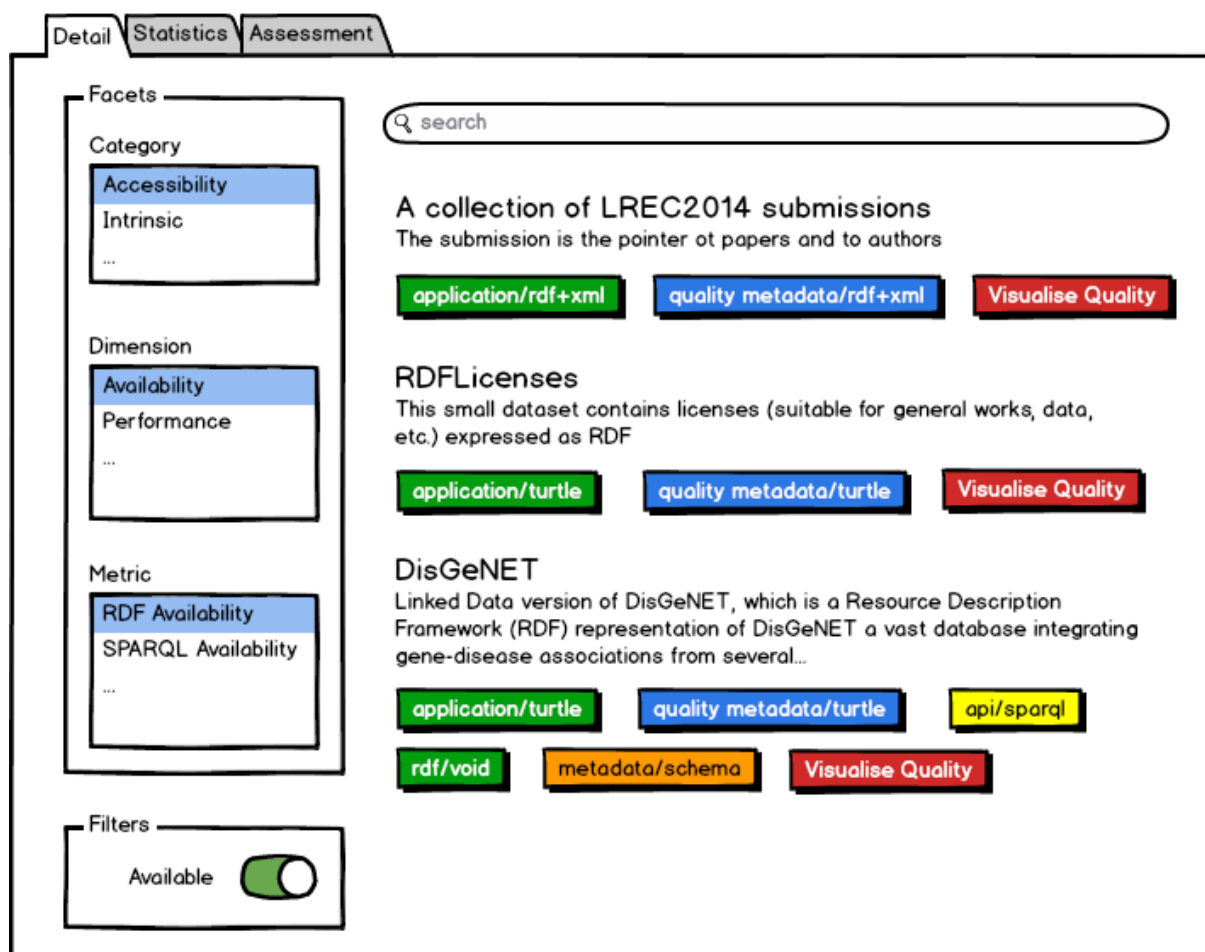 Detail Statistics Assessment
Facets
Category
Accessibility
Intrinsic
...
Dimension
Availability
Performance
...
Metric
RDF Availability
SPARQL Availability
...
Filters
Available
search
A collection of LREC2014 submissions
The submission is the pointer ot papers and to authors
application/rdf+xml quality metadata/rdf+xml Visualise Quality
RDFLicenses
This small dataset contains licenses (suitable for general works, data,
etc.) expressed as RDF
application/turtle quality metadata/turtle Visualise Quality
DisGeNET
Linked Data version of DisGeNET, which is a Resource Description
Framework (RDF) representation of DisGeNET a vast database integrating
gene-disease associations from several...
application/turtle quality metadata/turtle api/sparql
rdf/void metadata/schema Visualise Quality